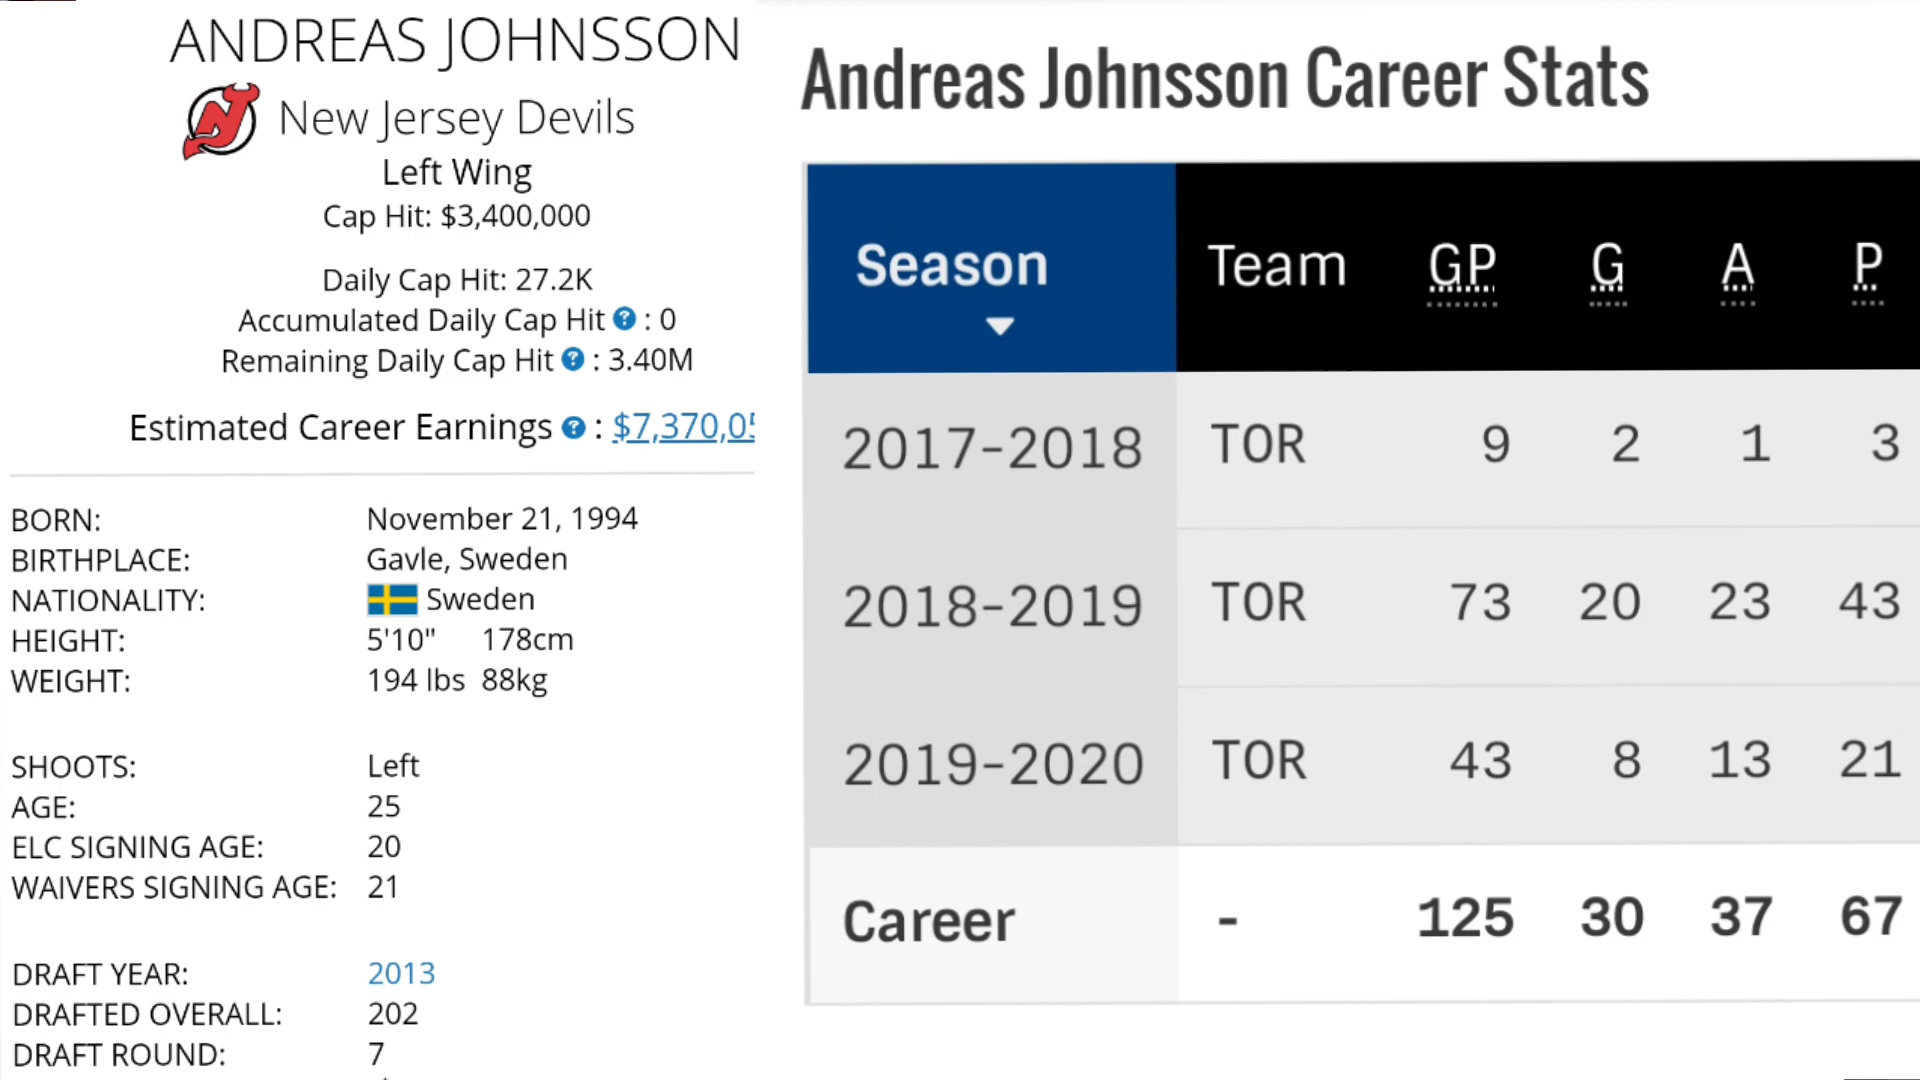 ANDREAS JOHNSSON
New Jersey Devils
Left Wing
Cap Hit: $3,400,000
Daily Cap Hit: 27.2K
Accumulated Daily Cap Hit ? : 0
Remaining Daily Cap Hit ? : 3.40M
Estimated Career Earnings ? : $7,370,05
BORN: November 21, 1994
BIRTHPLACE: Gavle, Sweden
NATIONALITY: Sweden
HEIGHT: 5'10" 178cm
WEIGHT: 194 lbs 88kg
SHOOTS: Left
AGE: 25
ELC SIGNING AGE: 20
WAIVERS SIGNING AGE: 21
DRAFT YEAR: 2013
DRAFTED OVERALL: 202
DRAFT ROUND: 7
Andreas Johnsson Career Stats
Season Team GP G A P
2017-2018 TOR 9 2 1 3
2018-2019 TOR 73 20 23 43
2019-2020 TOR 43 8 13 21
Career - 125 30 37 67